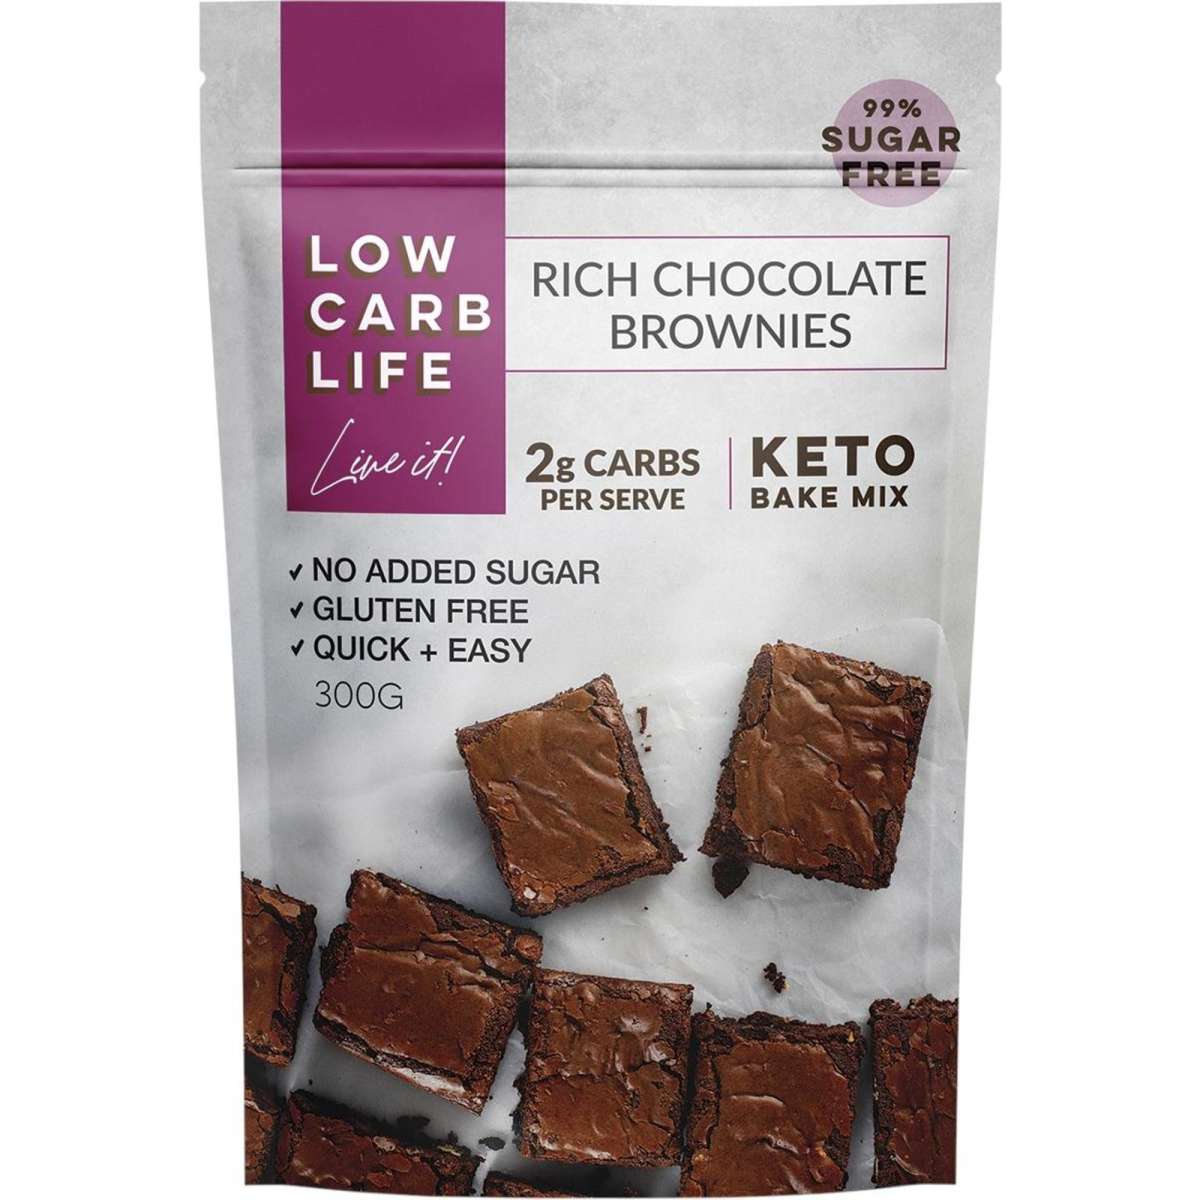 99%
SUGAR
FREE
LOW
CARB
LIFE
Live it!
RICH CHOCOLATE
BROWNIES
2g CARBS
PER SERVE
KETO
BAKE MIX
✓ NO ADDED SUGAR
✓ GLUTEN FREE
✓ QUICK + EASY
300G